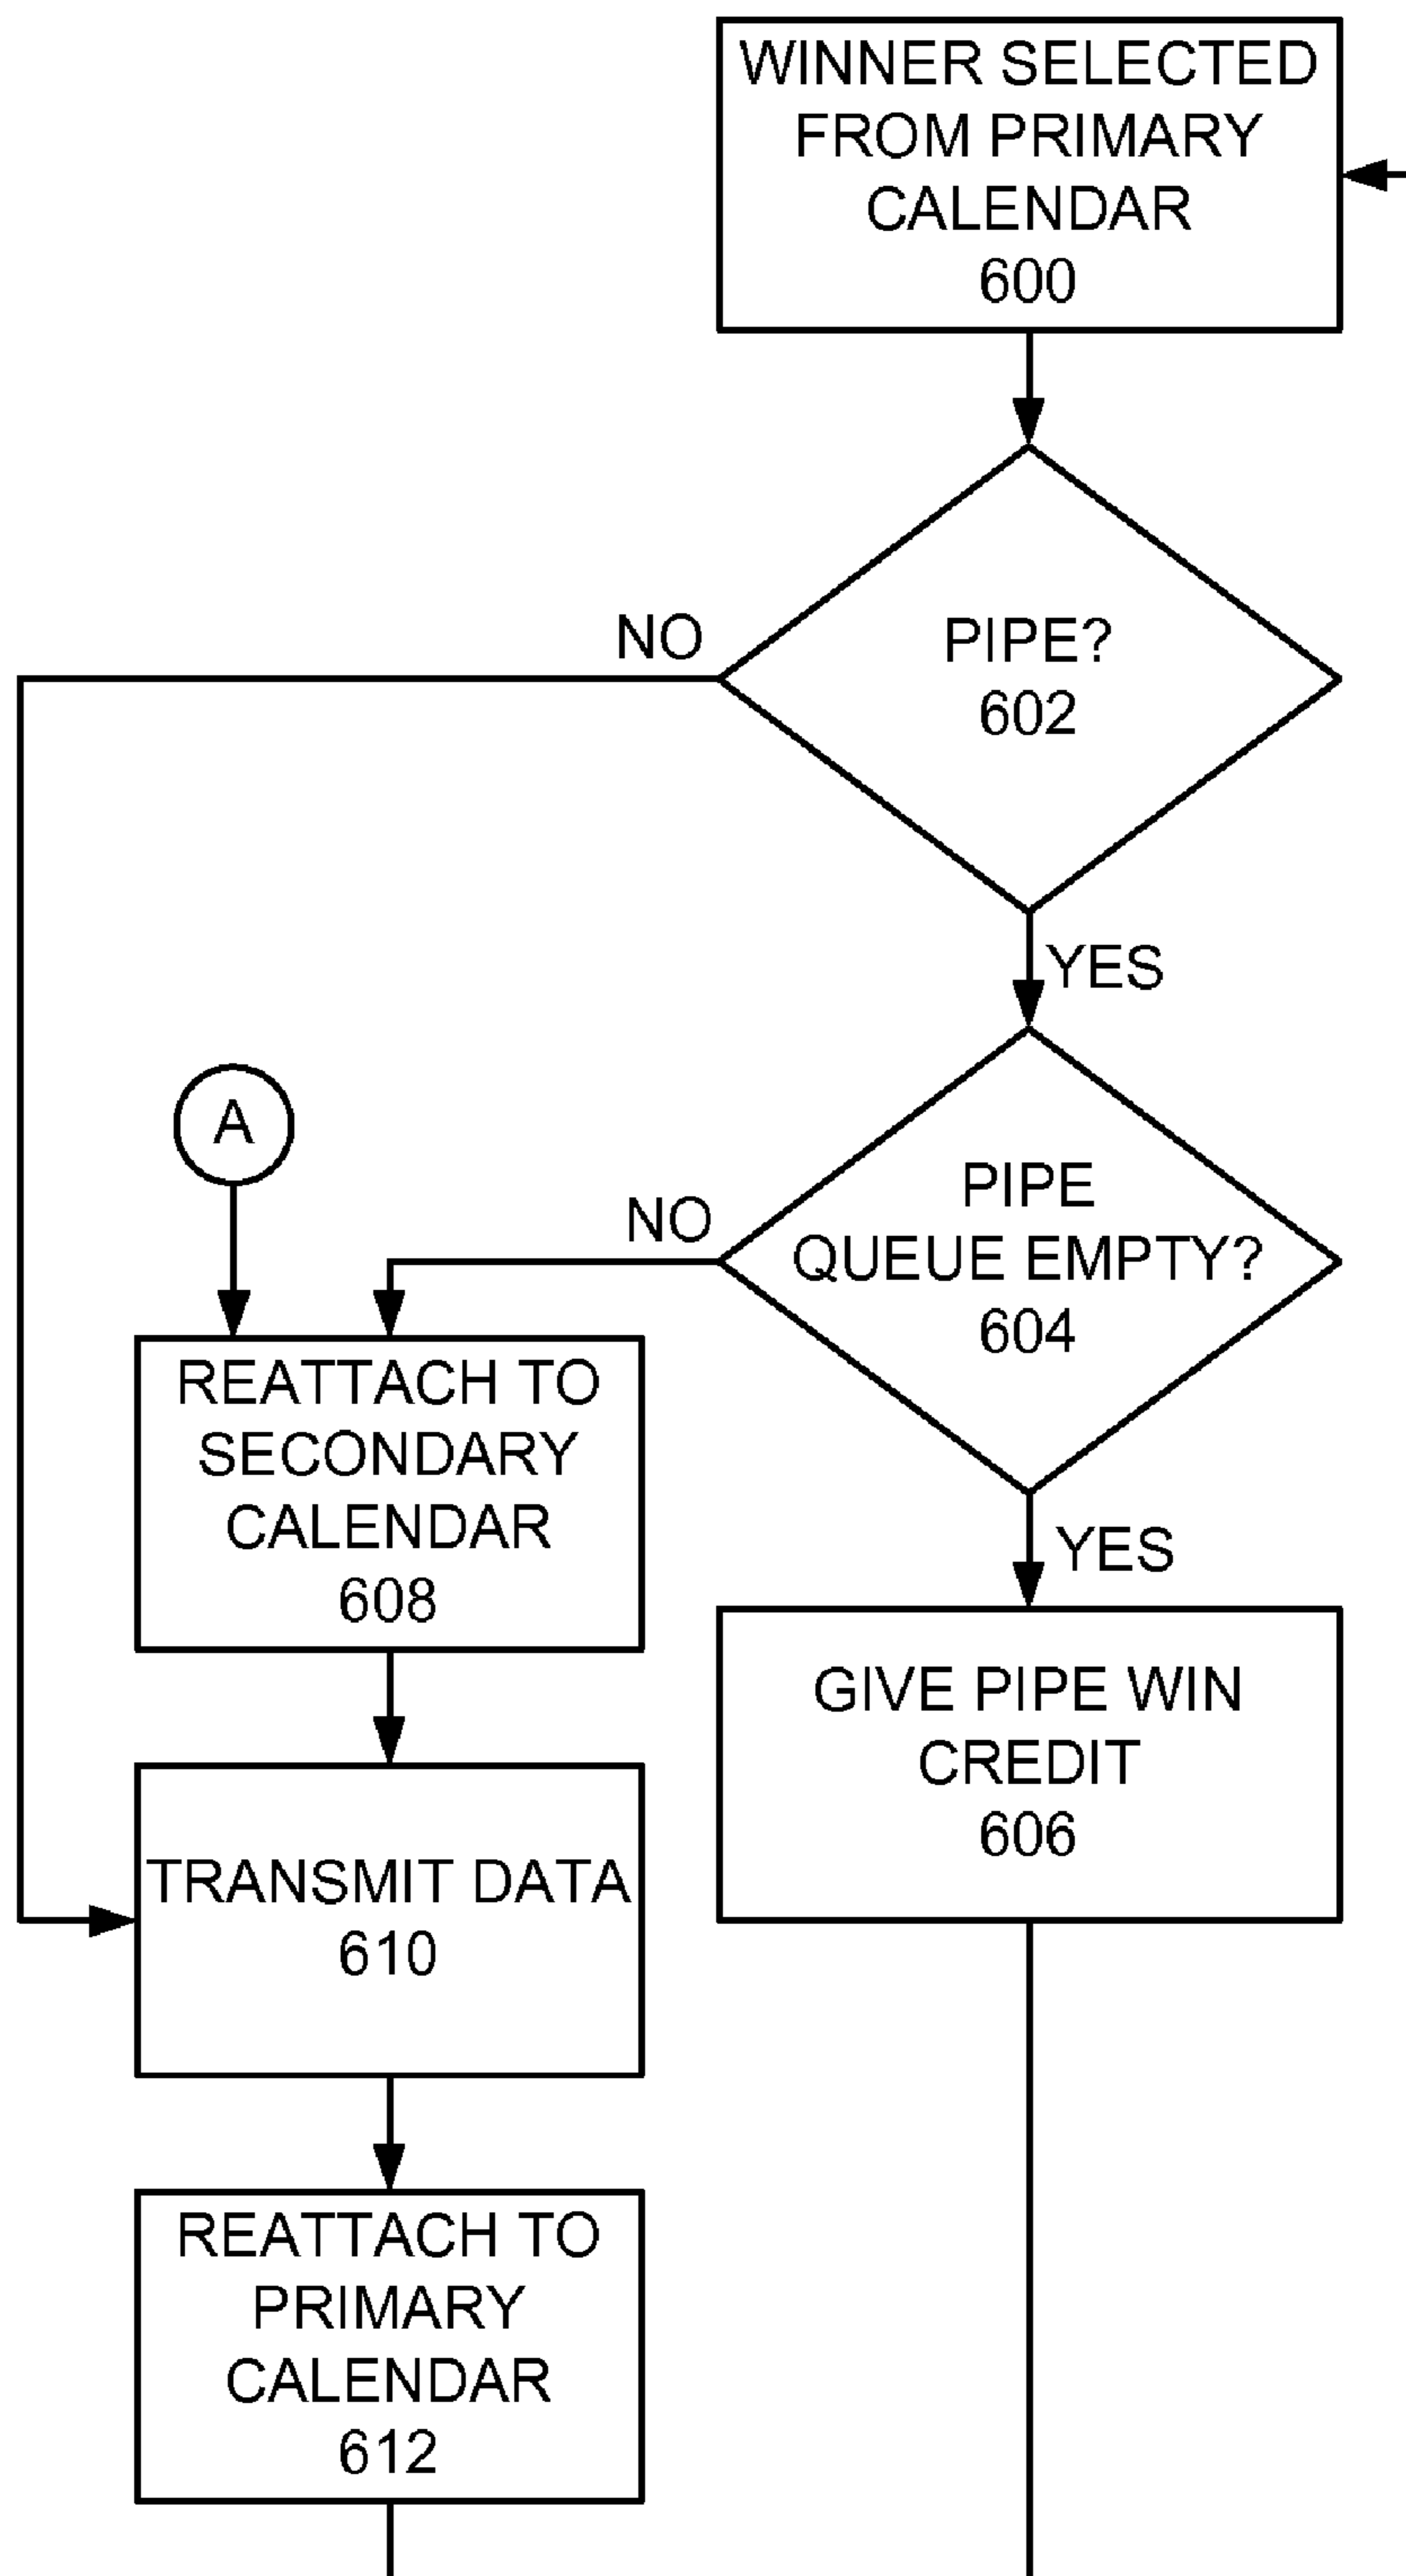 WINNER SELECTED
FROM PRIMARY
CALENDAR
600
NO
PIPE?
602
YES
A
NO
PIPE
QUEUE EMPTY?
604
REATTACH TO
SECONDARY
CALENDAR
608
YES
GIVE PIPE WIN
CREDIT
606
TRANSMIT DATA
610
REATTACH TO
PRIMARY
CALENDAR
612